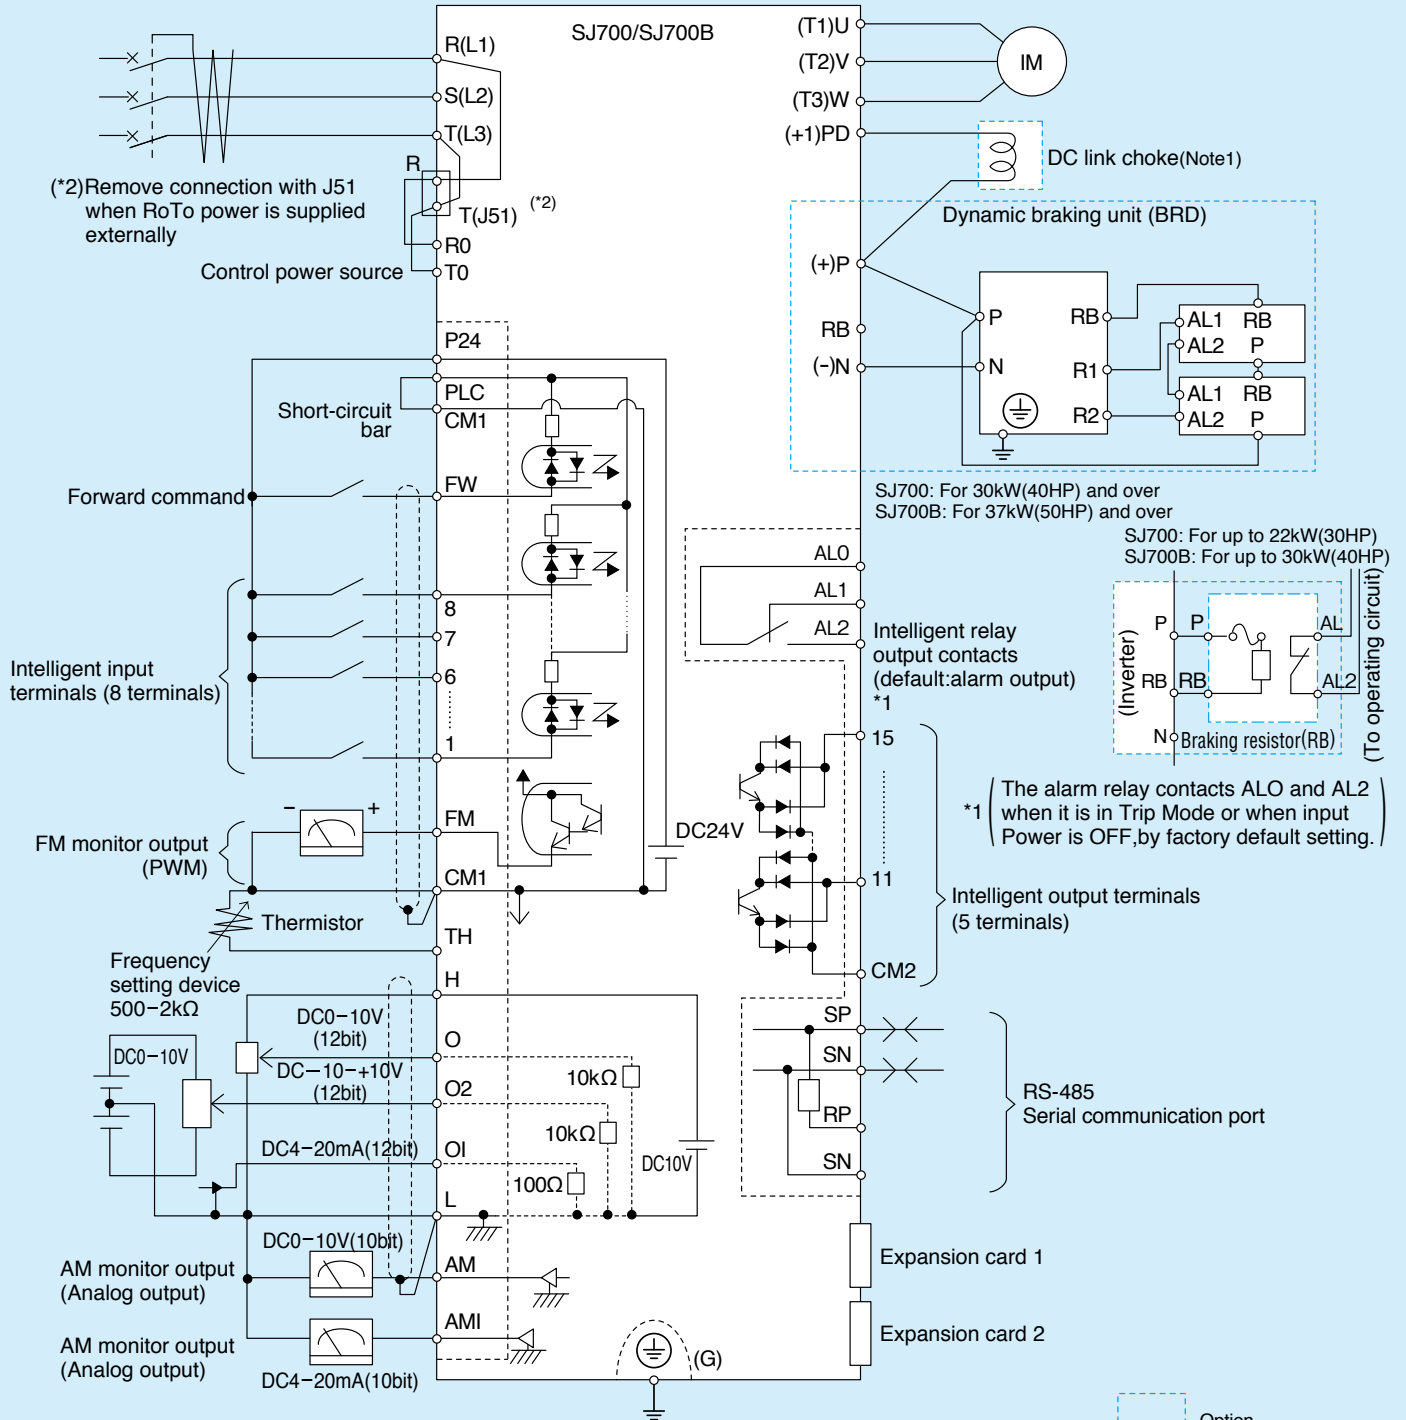 SJ700/SJ700B
R(L1)
S(L2)
T(L3)
R
T(J51) (*2)
R0
T0
(*2)Remove connection with J51
when RoTo power is supplied
externally
Control power source
(T1)U
(T2)V
(T3)W
IM
(+1)PD
DC link choke(Note1)
Dynamic braking unit (BRD)
(+)P
RB
(−)N
P
N
RB
R1
R2
AL1 RB
AL2 P
AL1 RB
AL2 P
SJ700: For 30kW(40HP) and over
SJ700B: For 37kW(50HP) and over
SJ700: For up to 22kW(30HP)
SJ700B: For up to 30kW(40HP)
(Inverter)
P
RB
N
P
RB
AL
AL2
Braking resistor(RB)
(To operating circuit)
*1 (The alarm relay contacts ALO and AL2
when it is in Trip Mode or when input
Power is OFF,by factory default setting.)
P24
PLC
CM1
Short-circuit
bar
Forward command
FW
8
7
6
1
Intelligent input
terminals (8 terminals)
AL0
AL1
AL2
Intelligent relay
output contacts
(default:alarm output)
*1
15
11
CM2
Intelligent output terminals
(5 terminals)
− +
FM
FM monitor output
(PWM)
DC24V
CM1
Thermistor
TH
Frequency
setting device
500−2kΩ
H
DC0−10V
(12bit)
O
DC0−10V
DC−10−+10V
(12bit)
O2
DC4−20mA(12bit)
OI
L
10kΩ
10kΩ
100Ω
DC10V
SP
SN
RP
SN
RS-485
Serial communication port
DC0−10V(10bit)
AM
AM monitor output
(Analog output)
AMI
AM monitor output
(Analog output)
DC4−20mA(10bit)
(G)
Expansion card 1
Expansion card 2
Option